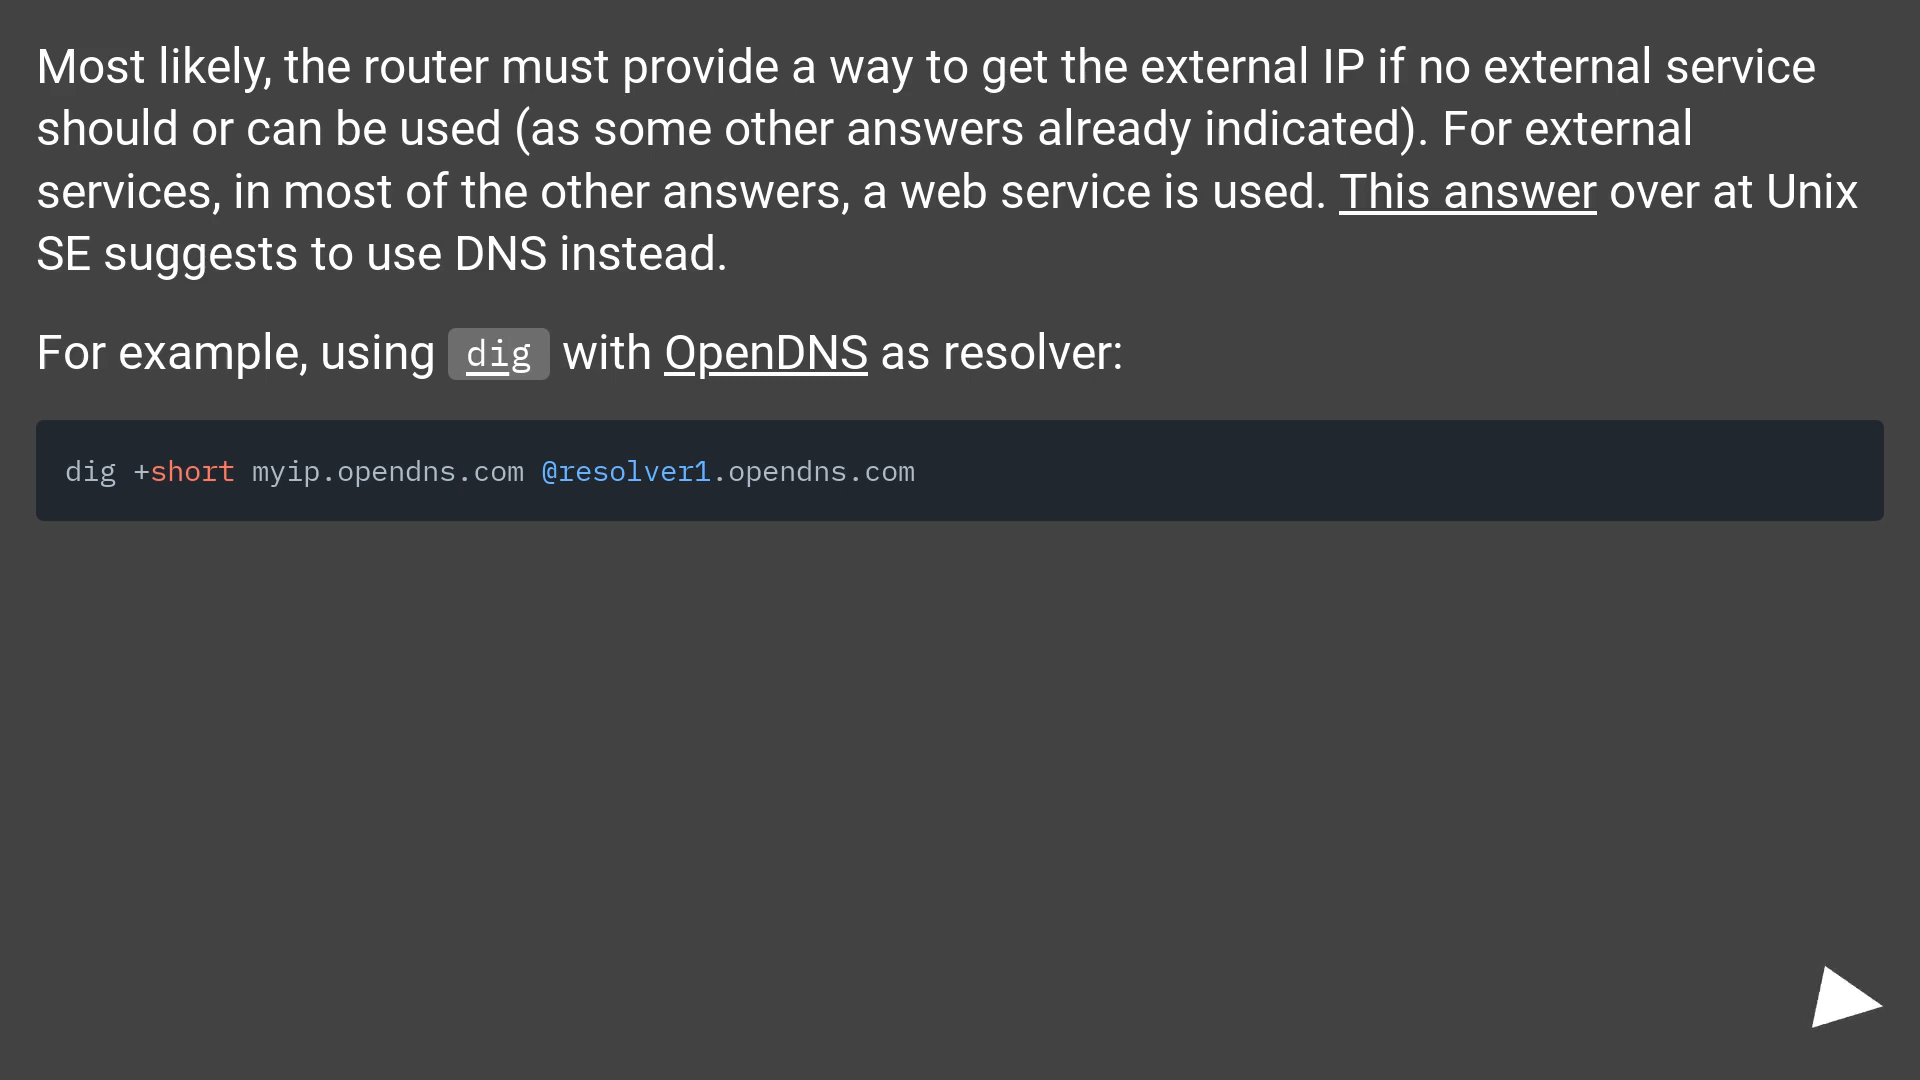 Most likely, the router must provide a way to get the external IP if no external service
should or can be used (as some other answers already indicated). For external
services, in most of the other answers, a web service is used. This answer over at Unix
SE suggests to use DNS instead.
For example, using dig with OpenDNS as resolver:
dig +short myip.opendns.com @resolver1.opendns.com